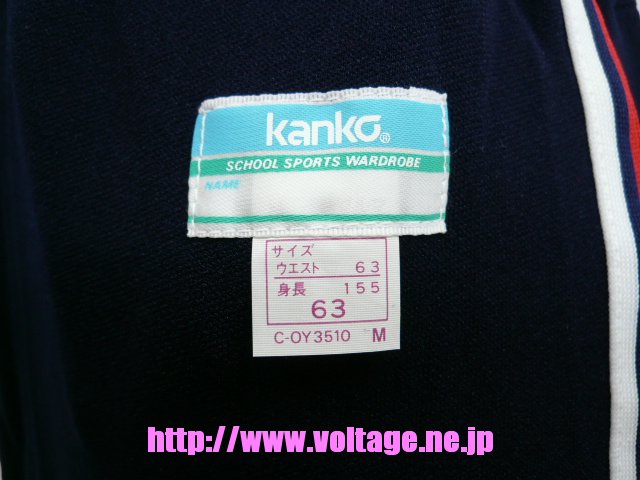 kanko®
SCHOOL SPORTS WARDROBE
NAME
サイズ
ウエスト 63
身長 155
63
C-OY3510 M
http://www.voltage.ne.jp